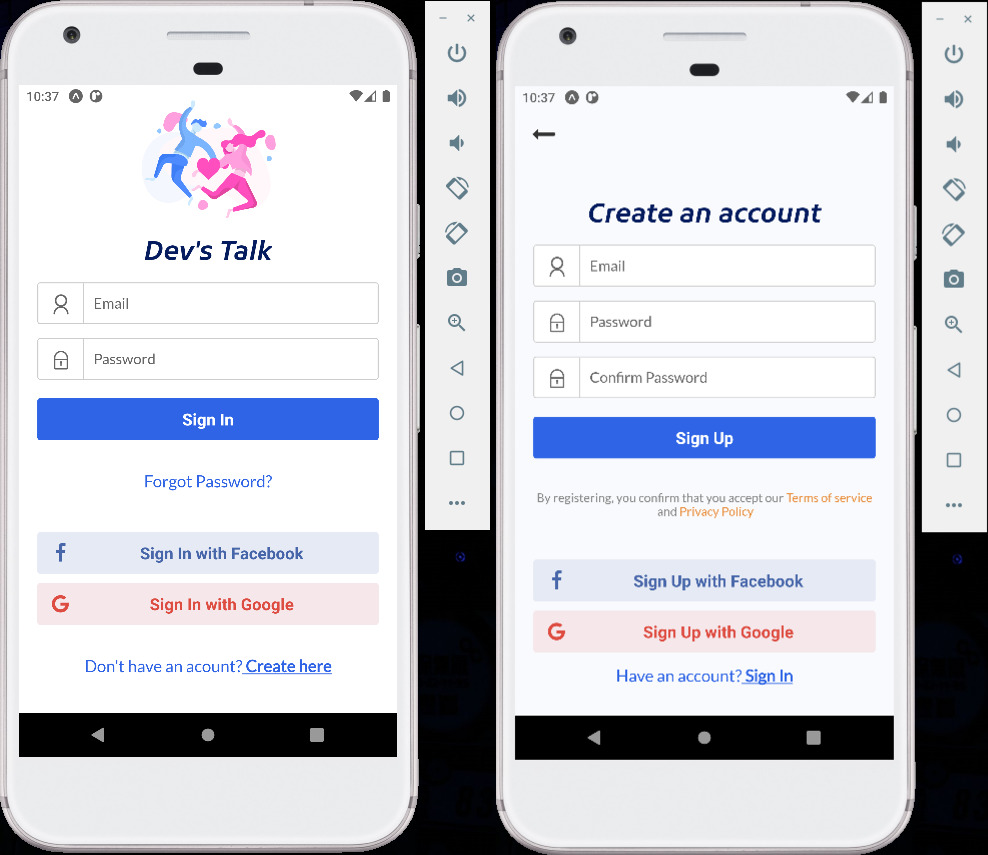 10:37
Dev's Talk
Email
Password
Sign In
Forgot Password?
Sign In with Facebook
Sign In with Google
Don't have an acount? Create here
10:37
Create an account
Email
Password
Confirm Password
Sign Up
By registering, you confirm that you accept our Terms of service
and Privacy Policy
Sign Up with Facebook
Sign Up with Google
Have an account? Sign In